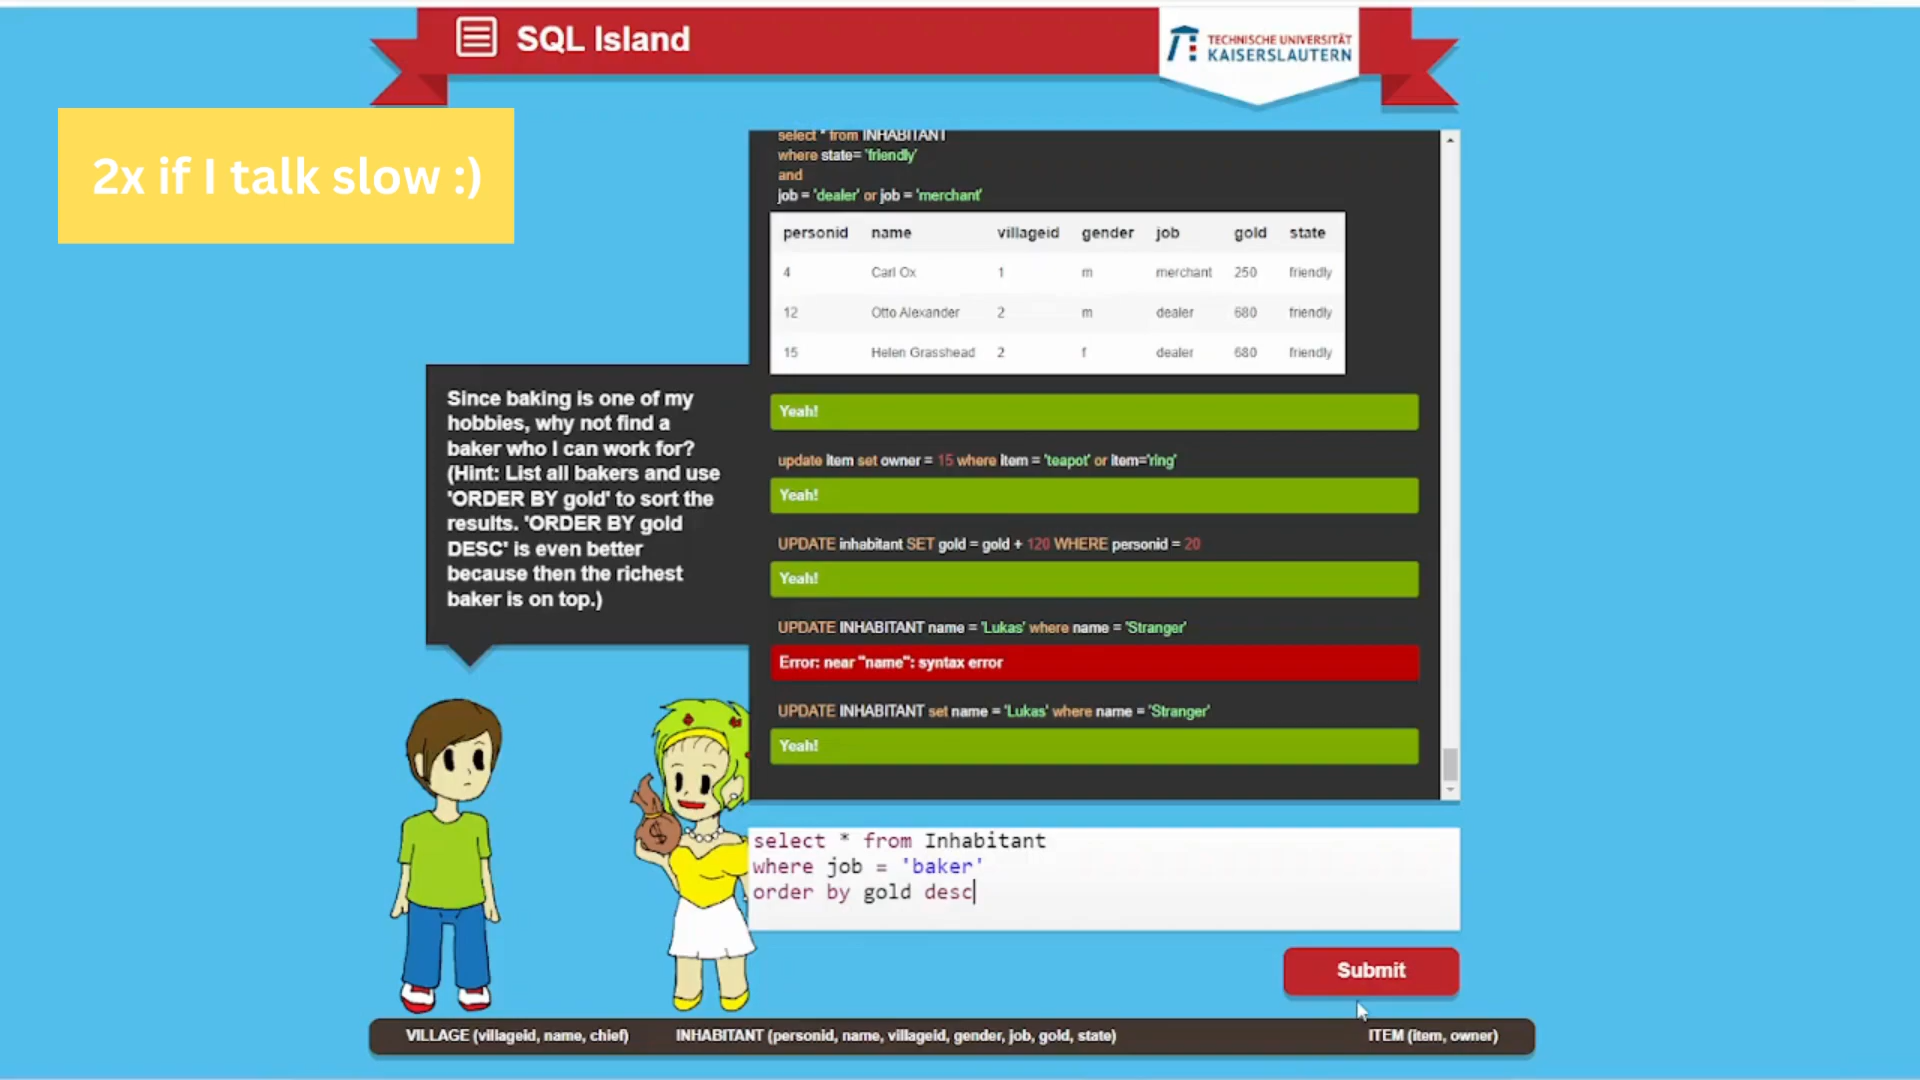 SQL Island
TECHNISCHE UNIVERSITÄT
KAISERSLAUTERN
2x if I talk slow :)
select * from INHABITANT
where state= 'friendly'
and
job = 'dealer' or job = 'merchant'
personid name villageid gender job gold state
4 Carl Ox 1 m merchant 250 friendly
12 Otto Alexander 2 m dealer 680 friendly
15 Helen Grasshead 2 f dealer 680 friendly
Yeah!
update item set owner = 15 where item = 'teapot' or item='ring'
Yeah!
UPDATE inhabitant SET gold = gold + 120 WHERE personid = 20
Yeah!
UPDATE INHABITANT name = 'Lukas' where name = 'Stranger'
Error: near "name": syntax error
UPDATE INHABITANT set name = 'Lukas' where name = 'Stranger'
Yeah!
Since baking is one of my
hobbies, why not find a
baker who I can work for?
(Hint: List all bakers and use
'ORDER BY gold' to sort the
results. 'ORDER BY gold
DESC' is even better
because then the richest
baker is on top.)
$
select * from Inhabitant
where job = 'baker'
order by gold desc
Submit
VILLAGE (villageid, name, chief) INHABITANT (personid, name, villageid, gender, job, gold, state) ITEM (item, owner)